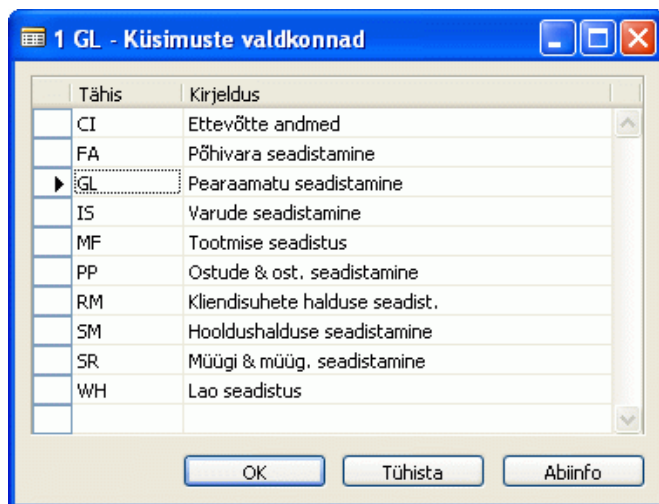 1 GL - Küsimuste valdkonnad
Tähis Kirjeldus
CI Ettevõtte andmed
FA Põhivara seadistamine
GL Pearaamatu seadistamine
IS Varude seadistamine
MF Tootmise seadistus
PP Ostude & ost. seadistamine
RM Kliendisuhete halduse seadist.
SM Hooldushalduse seadistamine
SR Müügi & müüg. seadistamine
WH Lao seadistus
OK Tühista Abiinfo